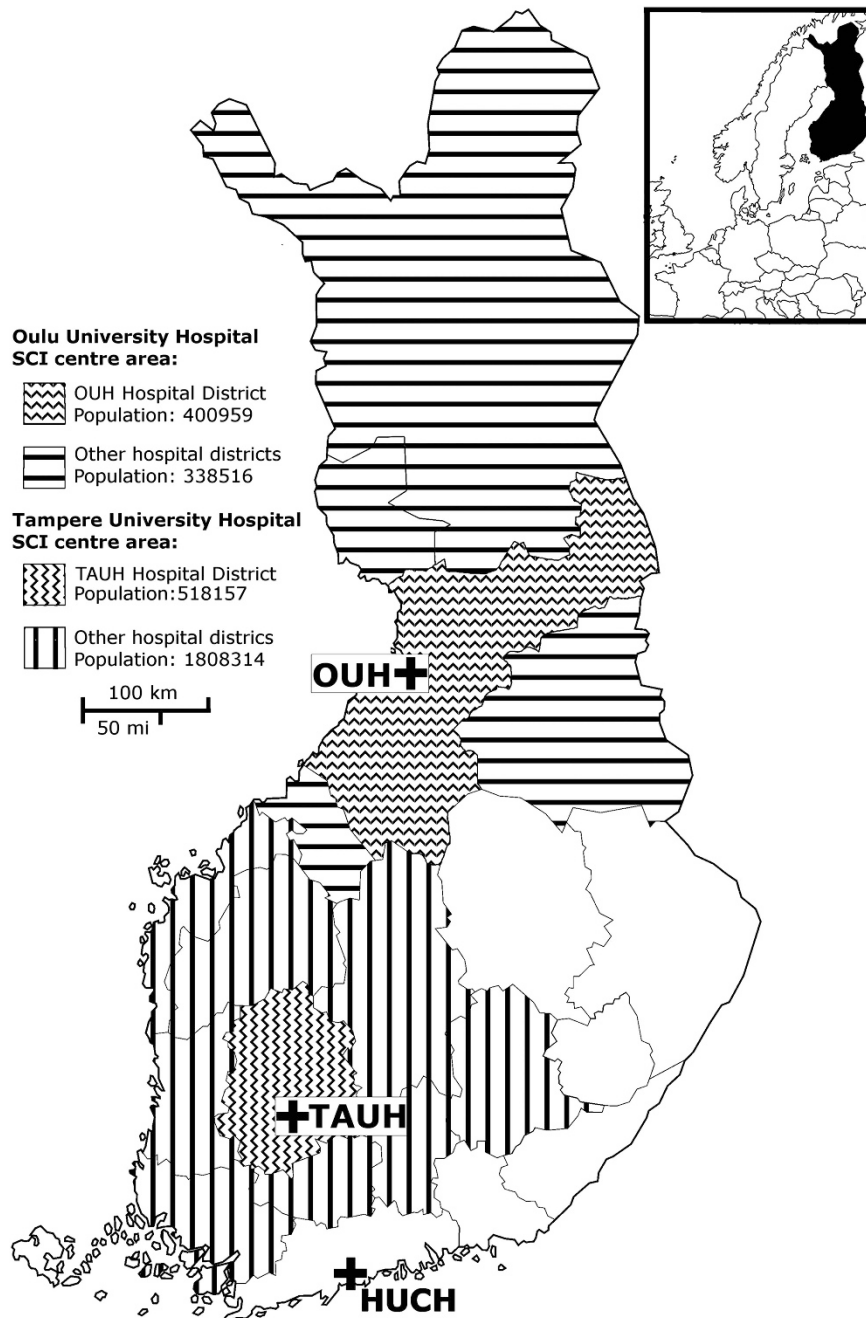 Oulu University Hospital
SCI centre area:
OUH Hospital District
Population: 400959
Other hospital districts
Population: 338516
Tampere University Hospital
SCI centre area:
TAUH Hospital District
Population:518157
Other hospital districs
Population: 1808314
100 km
50 mi
OUH
TAUH
HUCH